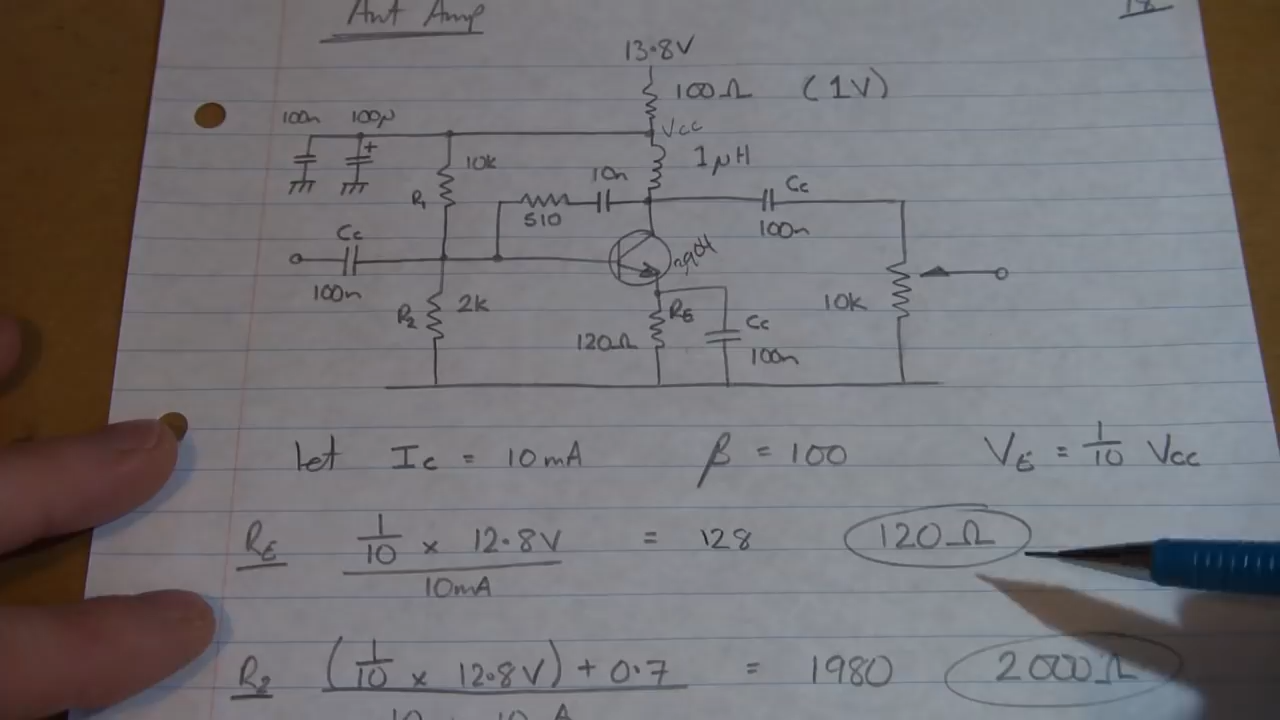 Ant Amp 18
13.8V
100Ω (1V)
100n 100μ
Vcc
10k 1μH
10n
R1 510
Cc
100n
Cc
100n
R2 2k
RE
120Ω
Cc
100n
10k
Let Ic = 10mA β = 100 VE = 1/10 Vcc
RE 1/10 × 12.8V = 128 120Ω
10mA
R2 (1/10 × 12.8V) + 0.7 = 1980 2000Ω